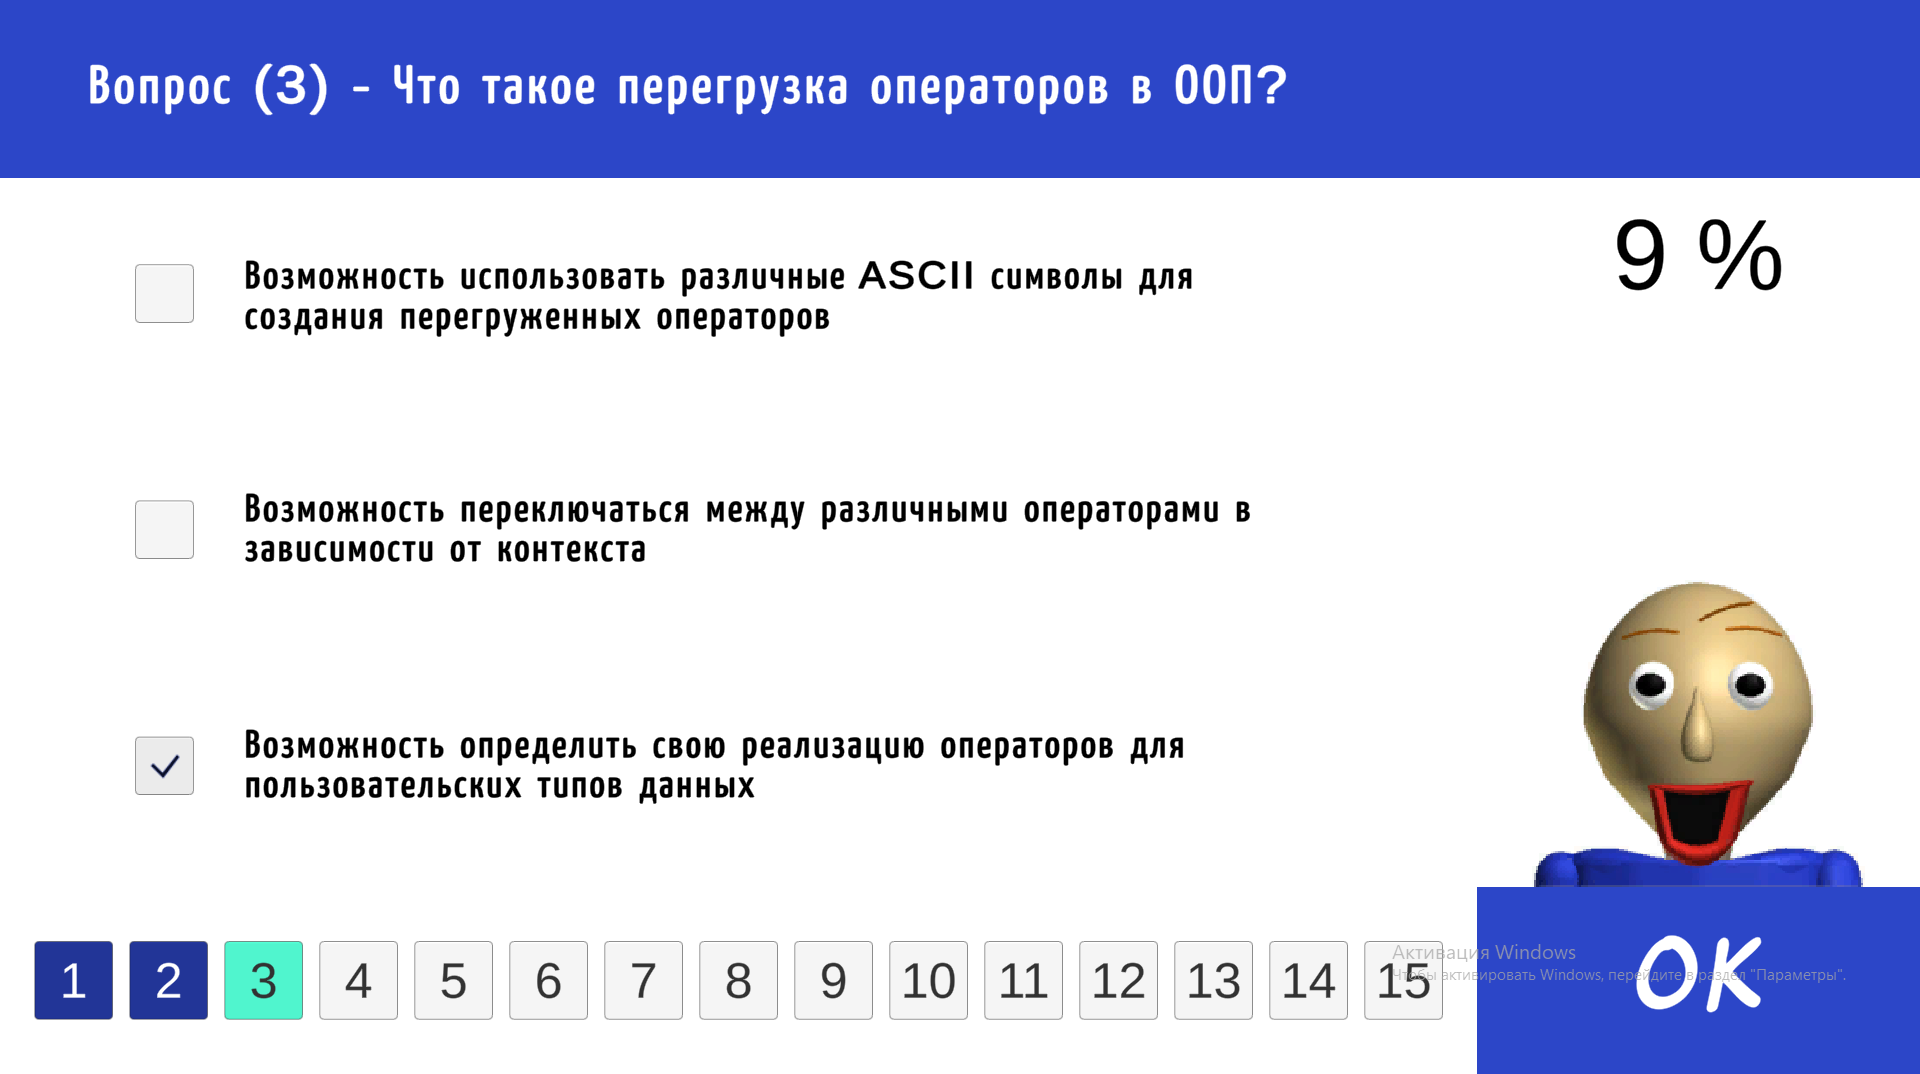 Вопрос (3) - Что такое перегрузка операторов в ООП?
9 %
Возможность использовать различные ASCII символы для
создания перегруженных операторов
Возможность переключаться между различными операторами в
зависимости от контекста
Возможность определить свою реализацию операторов для
пользовательских типов данных
1 2 3 4 5 6 7 8 9 10 11 12 13 14 15
OK
Активация Windows
Чтобы активировать Windows, перейдите в раздел "Параметры".